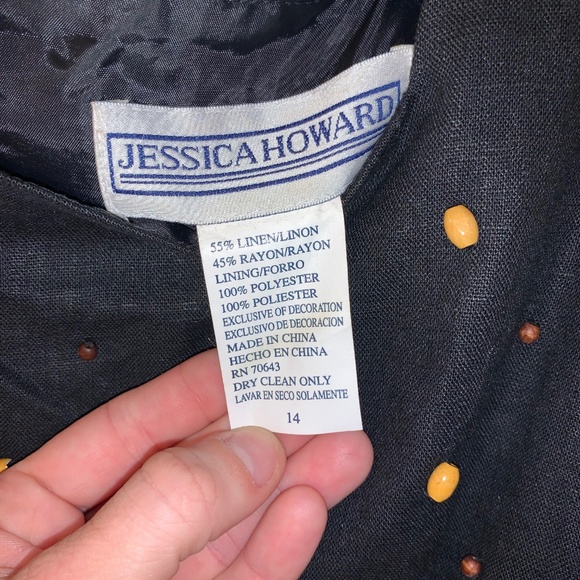 JESSICA HOWARD
55% LINEN/LINON
45% RAYON/RAYON
LINING/FORRO
100% POLYESTER
100% POLIESTER
EXCLUSIVE OF DECORATION
EXCLUSIVO DE DECORACION
MADE IN CHINA
HECHO EN CHINA
RN 70643
DRY CLEAN ONLY
LAVAR EN SECO SOLAMENTE
14